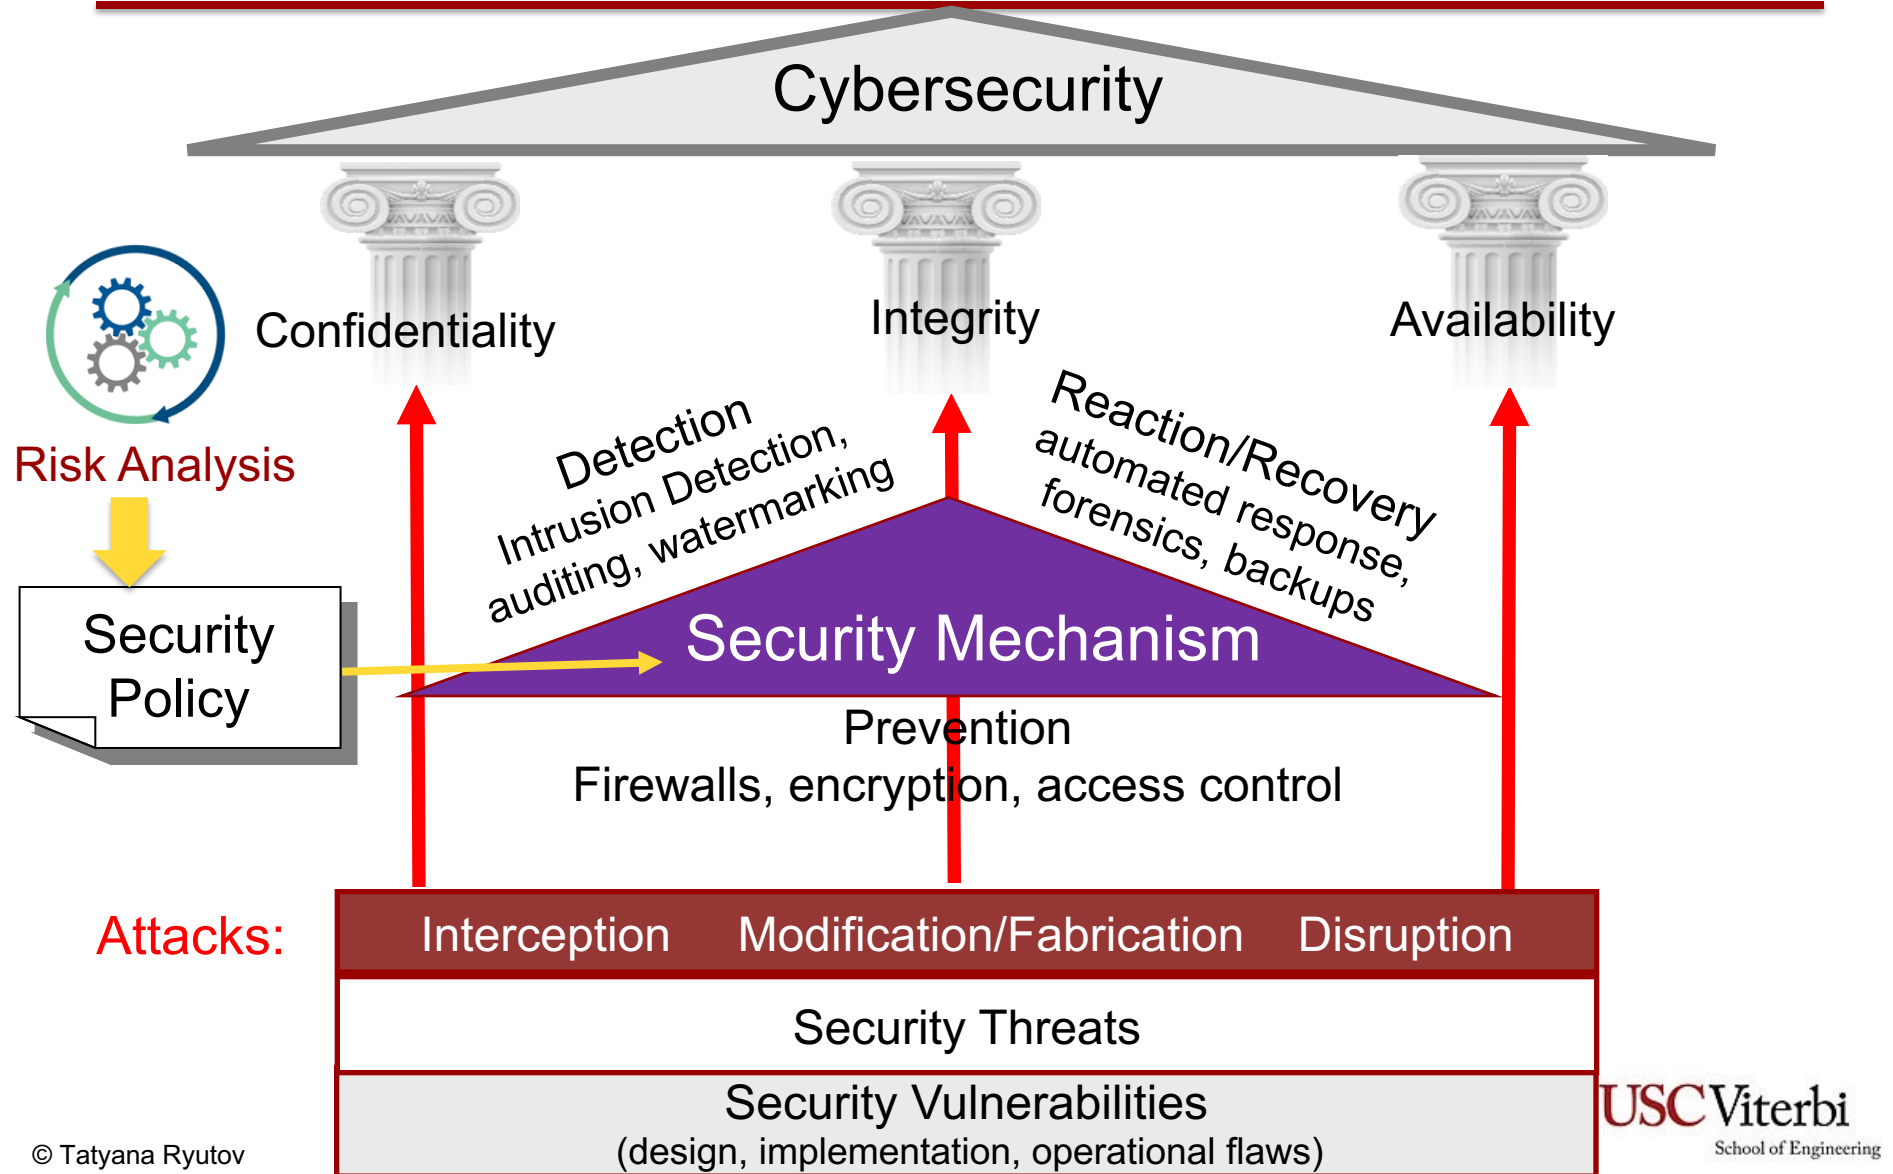 Cybersecurity
Confidentiality
Integrity
Availability
Risk Analysis
Detection
Intrusion Detection,
auditing, watermarking
Reaction/Recovery
automated response,
forensics, backups
Security
Policy
Security Mechanism
Prevention
Firewalls, encryption, access control
Attacks:
Interception Modification/Fabrication Disruption
Security Threats
Security Vulnerabilities
(design, implementation, operational flaws)
© Tatyana Ryutov
USC Viterbi
School of Engineering